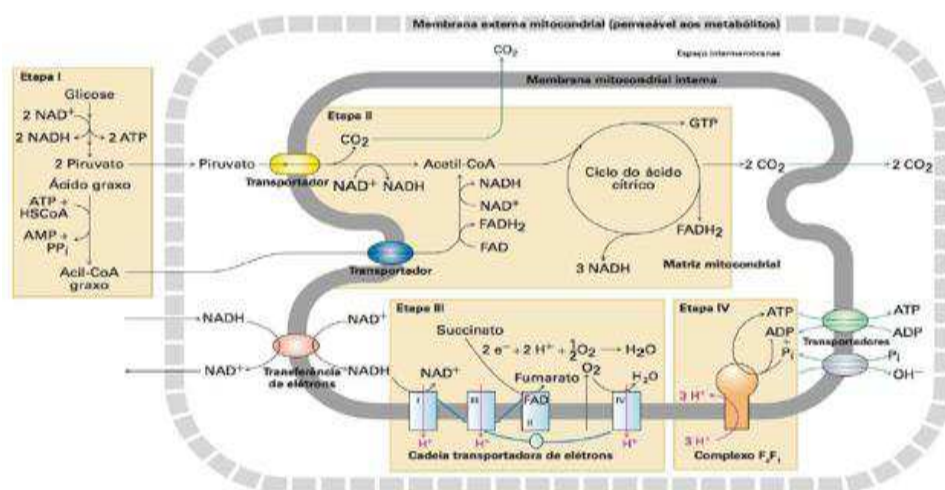 Membrana externa mitocondrial (permeável aos metabólitos)
Espaço intermembranas
CO2
Membrana mitocondrial interna
Etapa I
Glicose
2 NAD+
2 NADH
2 ATP
2 Piruvato
Ácido graxo
ATP +
HSCoA
AMP +
PPi
Acil-CoA
graxo
Piruvato
Transportador
Etapa II
CO2
NAD+
NADH
Acetil-CoA
NADH
NAD+
FADH2
FAD
Transportador
Ciclo do ácido
cítrico
GTP
2 CO2
2 CO2
FADH2
3 NADH
Matriz mitocondrial
NADH
NAD+
NAD+
NADH
Transferência
de elétrons
Etapa III
Succinato
2 e− + 2 H+ + 1/2 O2 → H2O
NAD+
Fumarato
O2
H2O
I
III
FAD
II
IV
H+
H+
H+
Cadeia transportadora de elétrons
Etapa IV
ATP
ADP
+
Pi
3 H+
3 H+
Complexo F0F1
ATP
ADP
Transportadores
Pi
OH−